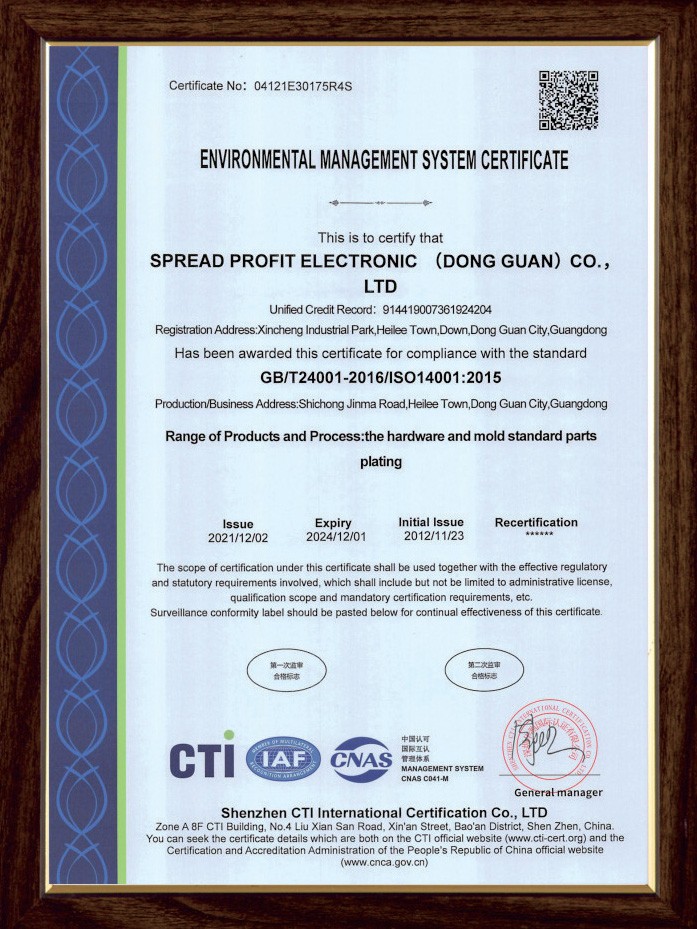 Certificate No：04121E30175R4S
ENVIRONMENTAL MANAGEMENT SYSTEM CERTIFICATE
This is to certify that
SPREAD PROFIT ELECTRONIC （DONG GUAN）CO.，
LTD
Unified Credit Record：914419007361924204
Registration Address:Xincheng Industrial Park,Heilee Town,Down,Dong Guan City,Guangdong
Has been awarded this certificate for compliance with the standard
GB/T24001-2016/ISO14001:2015
Production/Business Address:Shichong Jinma Road,Heilee Town,Dong Guan City,Guangdong
Range of Products and Process:the hardware and mold standard parts
plating
Issue Expiry Initial Issue Recertification
2021/12/02 2024/12/01 2012/11/23 ******
The scope of certification under this certificate shall be used together with the effective regulatory
and statutory requirements involved, which shall include but not be limited to administrative license,
qualification scope and mandatory certification requirements, etc.
Surveillance conformity label should be pasted below for continual effectiveness of this certificate.
第一次监审
合格标志
第二次监审
合格标志
CTI
MEMBER OF MULTILATERAL
IAF
RECOGNITION ARRANGEMENT
CNAS
中国认可
国际互认
管理体系
MANAGEMENT SYSTEM
CNAS C041-M
General manager
Shenzhen CTI International Certification Co., LTD
Zone A 8F CTI Building, No.4 Liu Xian San Road, Xin'an Street, Bao'an District, Shen Zhen, China.
You can seek the certificate details which are both on the CTI official website (www.cti-cert.org) and the
Certification and Accreditation Administration of the People's Republic of China official website
(www.cnca.gov.cn)